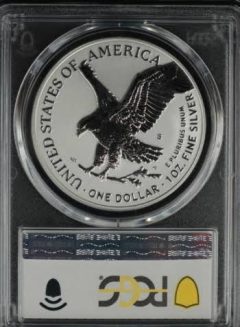 UNITED STATES OF AMERICA
S
E PLURIBUS UNUM
1 OZ. FINE SILVER · ONE DOLLAR
PCGS